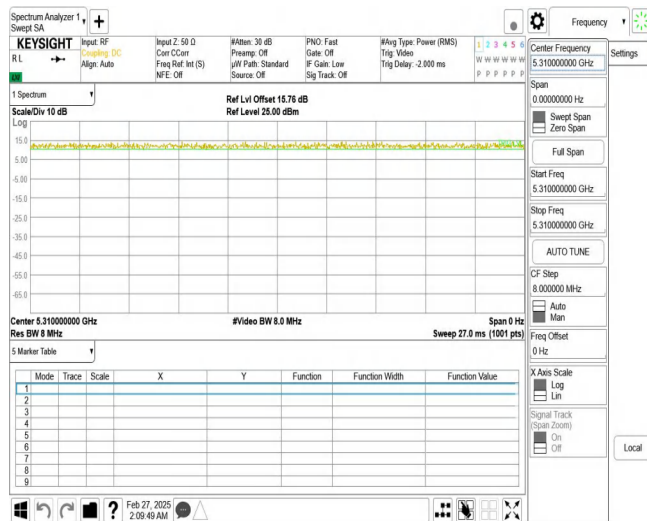 Spectrum Analyzer 1
Swept SA
+
Frequency
KEYSIGHT
R L
Input: RF
Coupling: DC
Align: Auto
Input Z: 50 Ω
Corr CCorr
Freq Ref: Int (S)
NFE: Off
#Atten: 30 dB
Preamp: Off
µW Path: Standard
Source: Off
PNO: Fast
Gate: Off
IF Gain: Low
Sig Track: Off
#Avg Type: Power (RMS)
Trig: Video
Trig Delay: -2.000 ms
1 2 3 4 5 6
W W W W W W
P P P P P P
Center Frequency
5.310000000 GHz
Settings
Span
0.00000000 Hz
Swept Span
Zero Span
Full Span
Start Freq
5.310000000 GHz
Stop Freq
5.310000000 GHz
AUTO TUNE
CF Step
8.000000 MHz
Auto
Man
Freq Offset
0 Hz
X Axis Scale
Log
Lin
Signal Track
(Span Zoom)
On
Off
Local
1 Spectrum
Scale/Div 10 dB
Ref Lvl Offset 15.76 dB
Ref Level 25.00 dBm
Log
15.0
5.00
-5.00
-15.0
-25.0
-35.0
-45.0
-55.0
-65.0
Center 5.310000000 GHz
#Video BW 8.0 MHz
Span 0 Hz
Res BW 8 MHz
Sweep 27.0 ms (1001 pts)
5 Marker Table
Mode Trace Scale X Y Function Function Width Function Value
1
2
3
4
5
6
7
8
9
?
Feb 27, 2025
2:09:49 AM